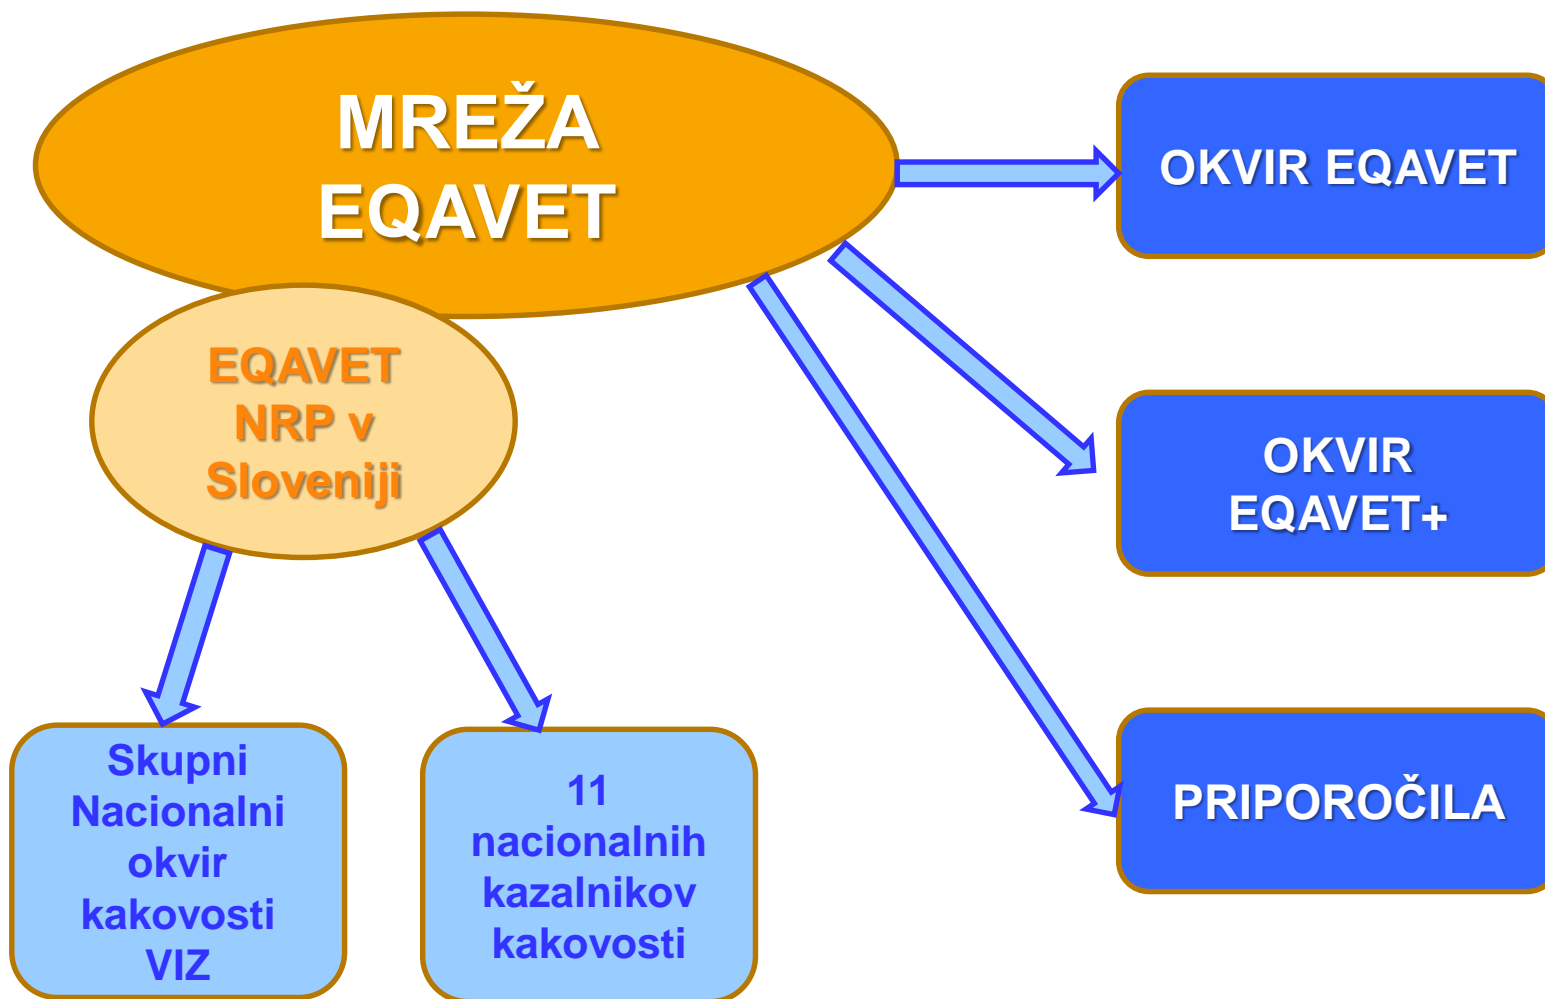 MREŽA
EQAVET
OKVIR EQAVET
EQAVET
NRP v
Sloveniji
OKVIR
EQAVET+
Skupni
Nacionalni
okvir
kakovosti
VIZ
11
nacionalnih
kazalnikov
kakovosti
PRIPOROČILA